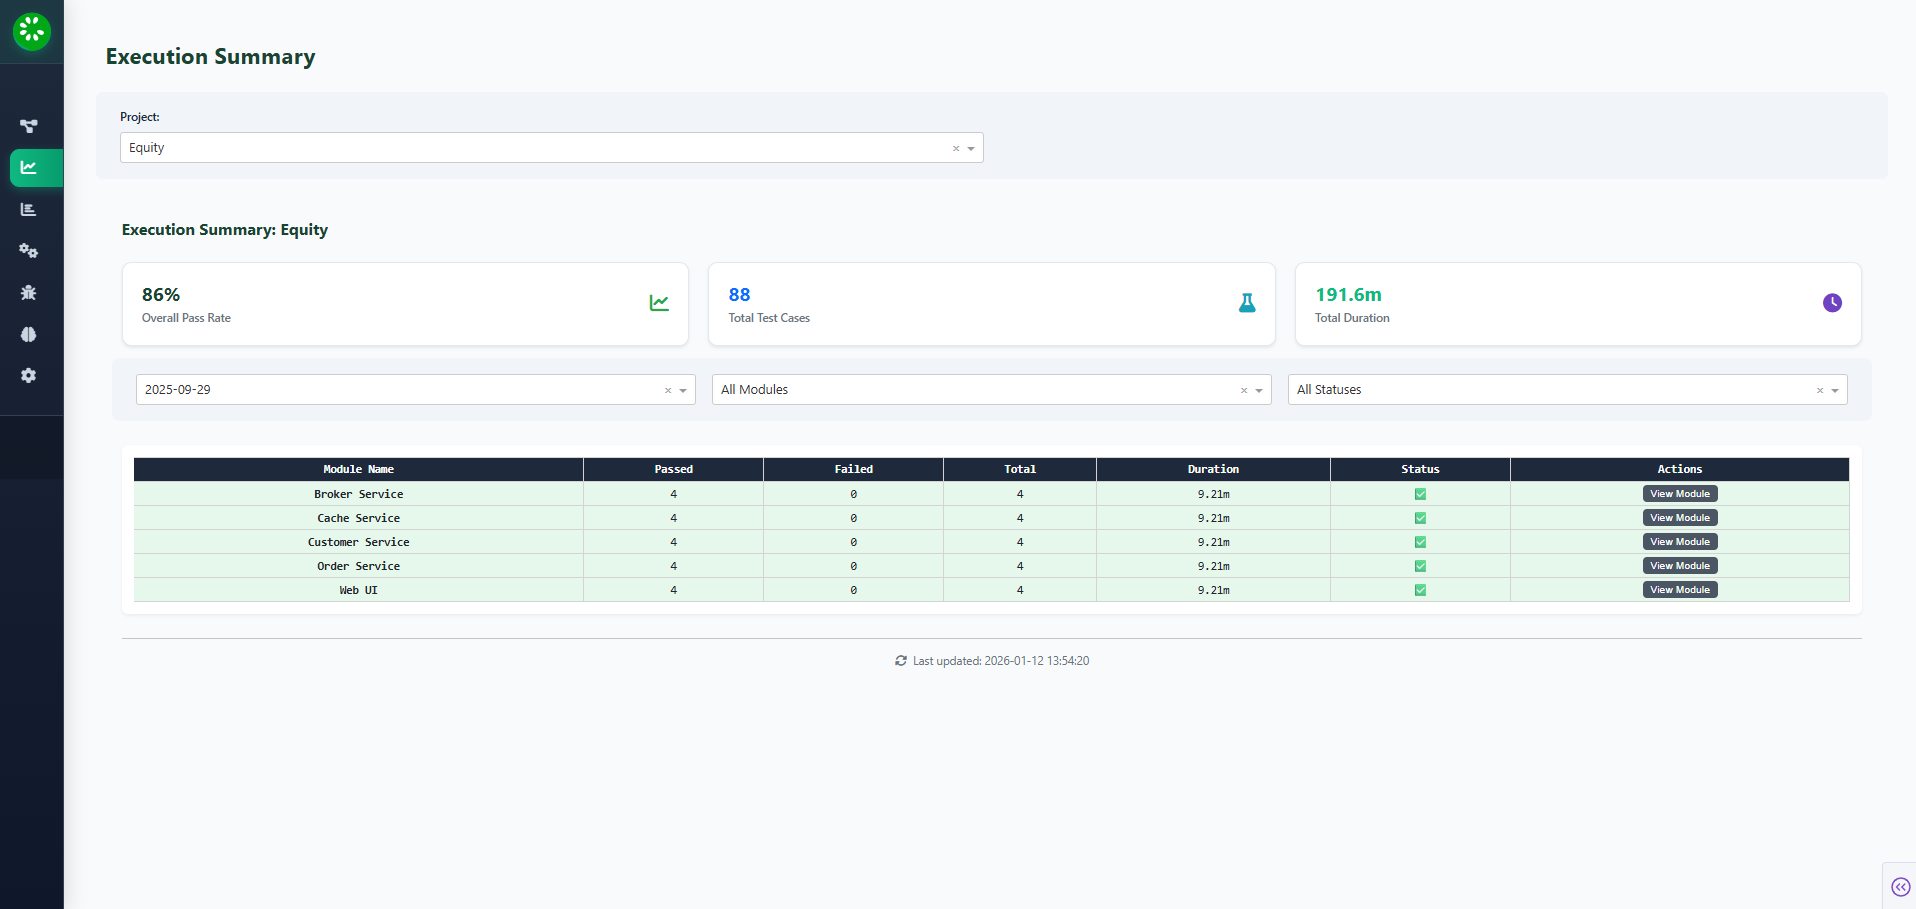 Execution Summary
Project:
Equity
Execution Summary: Equity
86%
Overall Pass Rate
88
Total Test Cases
191.6m
Total Duration
2025-09-29
All Modules
All Statuses
Module Name Passed Failed Total Duration Status Actions
Broker Service 4 0 4 9.21m View Module
Cache Service 4 0 4 9.21m View Module
Customer Service 4 0 4 9.21m View Module
Order Service 4 0 4 9.21m View Module
Web UI 4 0 4 9.21m View Module
Last updated: 2026-01-12 13:54:20